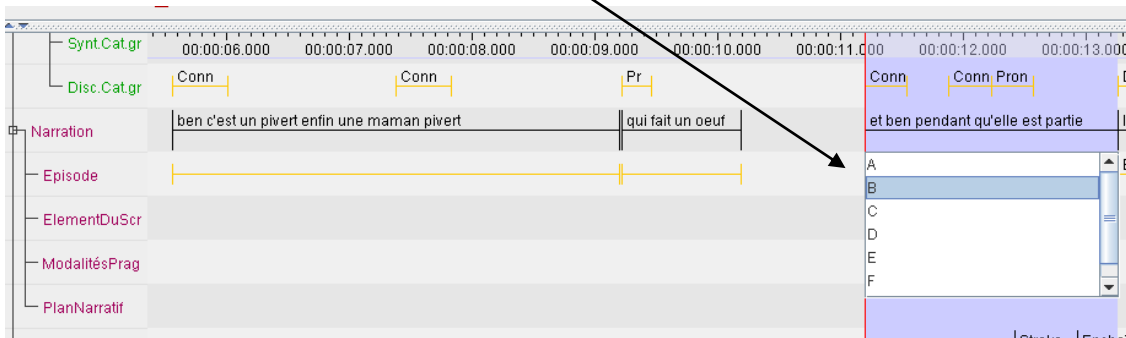 Synt.Cat.gr
00:00:06.000 00:00:07.000 00:00:08.000 00:00:09.000 00:00:10.000 00:00:11.000 00:00:12.000 00:00:13.000
Disc.Cat.gr
Conn Conn Pr Conn Conn Pron
Narration
ben c'est un pivert enfin une maman pivert qui fait un oeuf et ben pendant qu'elle est partie
Episode
A
B
C
D
E
F
ElementDuScr
ModalitésPrag
PlanNarratif